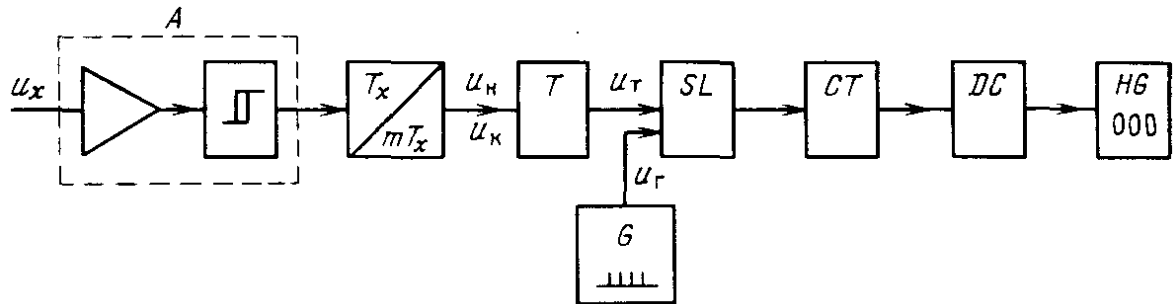 A
u_x
T_x
mT_x
u_н
u_к
T
u_т
SL
CT
DC
HG
000
u_г
G